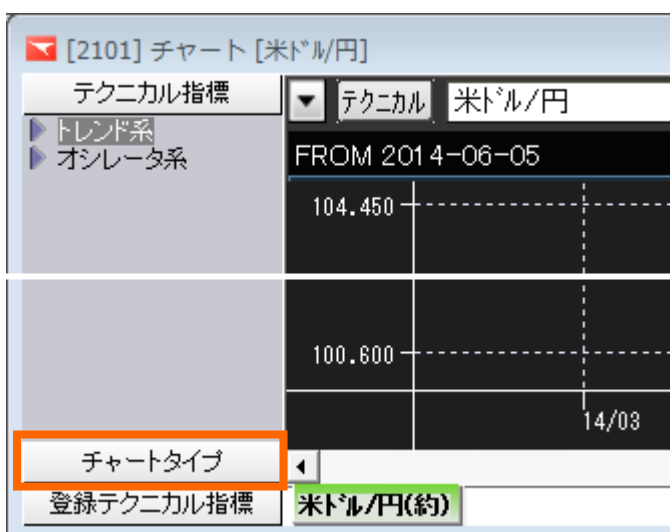 [2101] チャート [米ドル/円]
テクニカル指標
テクニカル 米ドル/円
トレンド系
オシレータ系
FROM 2014-06-05
104.450
100.600
14/03
チャートタイプ
登録テクニカル指標
米ドル/円(約)